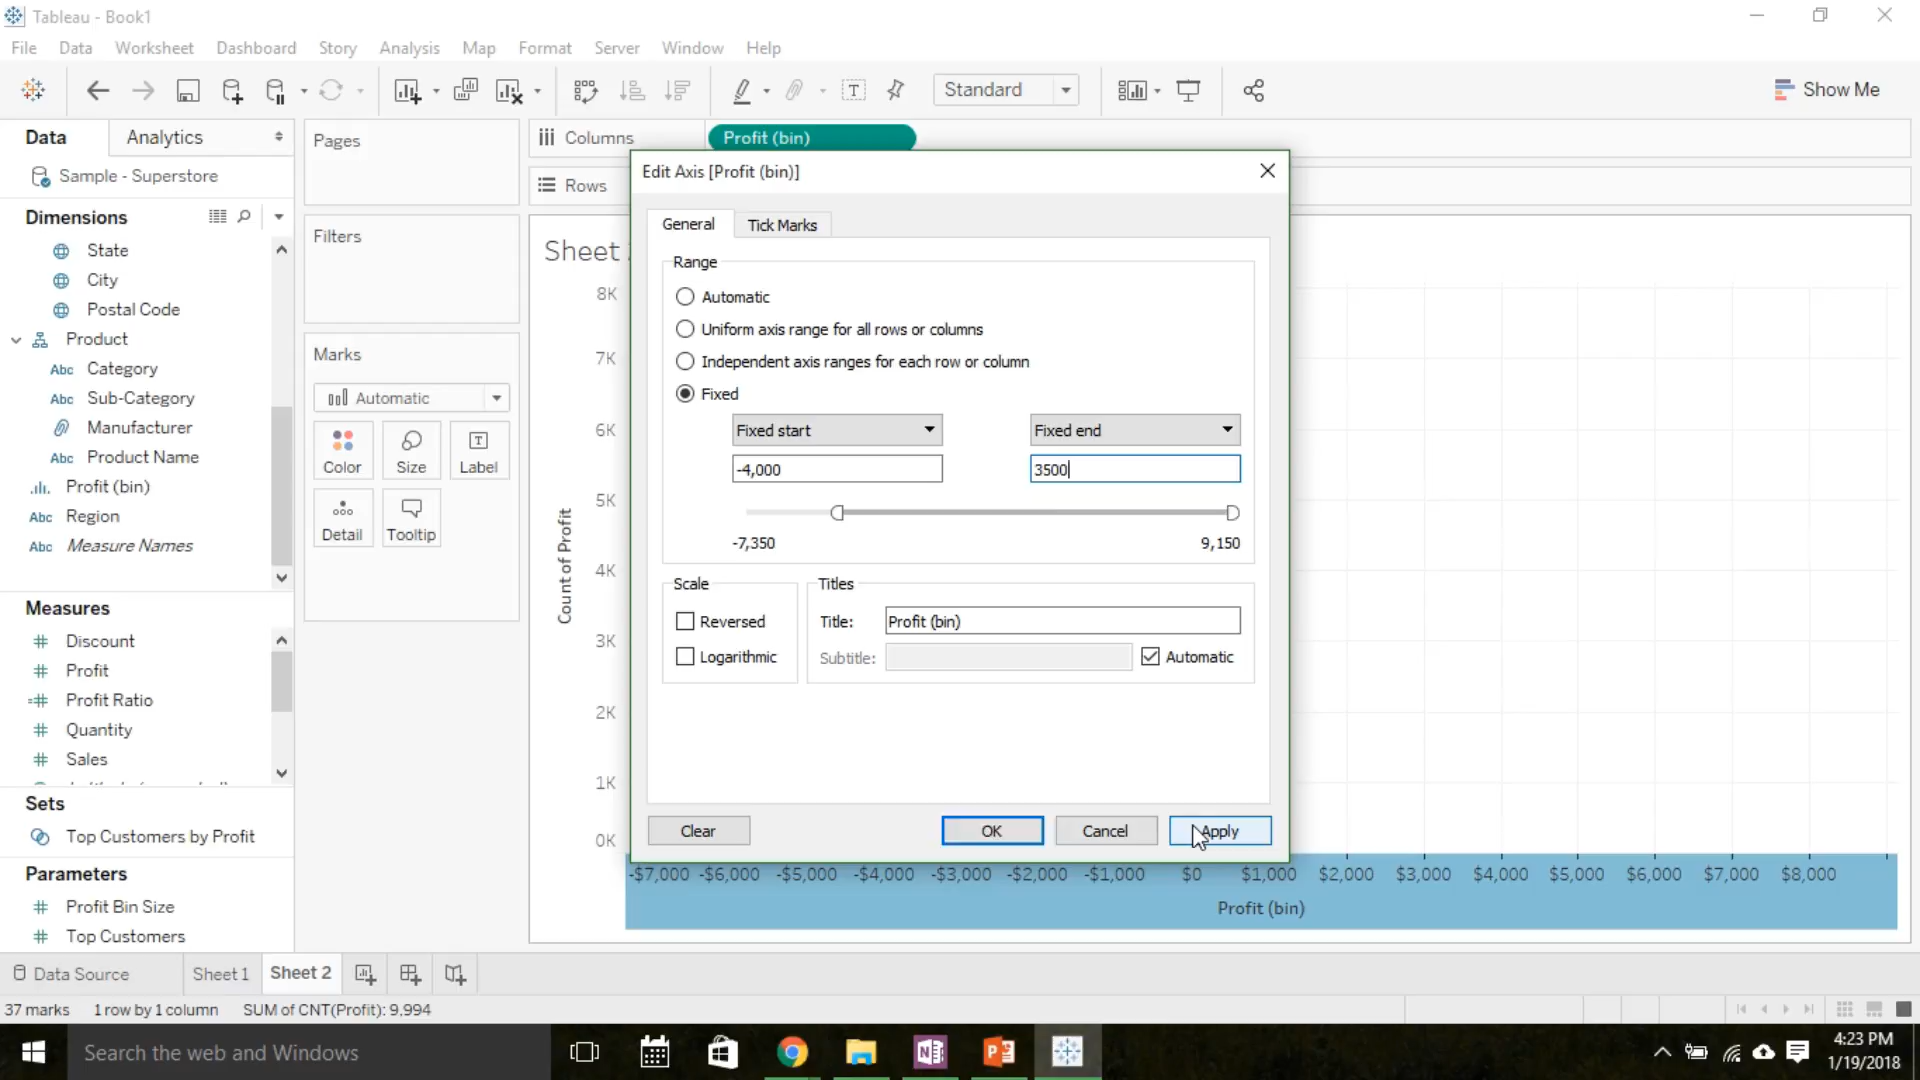 Tableau - Book1
File Data Worksheet Dashboard Story Analysis Map Format Server Window Help
Standard
Show Me
Data Analytics
Sample - Superstore
Dimensions
State
City
Postal Code
Product
Abc Category
Abc Sub-Category
Manufacturer
Abc Product Name
Profit (bin)
Abc Region
Abc Measure Names
Measures
Discount
Profit
Profit Ratio
Quantity
Sales
Sets
Top Customers by Profit
Parameters
Profit Bin Size
Top Customers
Pages
Filters
Marks
Automatic
Color Size Label
Detail Tooltip
Columns Profit (bin)
Rows
Sheet
8K
7K
6K
5K
4K
3K
2K
1K
0K
Count of Profit
Edit Axis [Profit (bin)]
General Tick Marks
Range
Automatic
Uniform axis range for all rows or columns
Independent axis ranges for each row or column
Fixed
Fixed start Fixed end
-4,000 3500
-7,350 9,150
Scale
Reversed
Logarithmic
Titles
Title: Profit (bin)
Subtitle: Automatic
Clear OK Cancel Apply
-$7,000 -$6,000 -$5,000 -$4,000 -$3,000 -$2,000 -$1,000 $0 $1,000 $2,000 $3,000 $4,000 $5,000 $6,000 $7,000 $8,000
Profit (bin)
Data Source Sheet 1 Sheet 2
37 marks 1 row by 1 column SUM of CNT(Profit): 9,994
Search the web and Windows
4:23 PM
1/19/2018